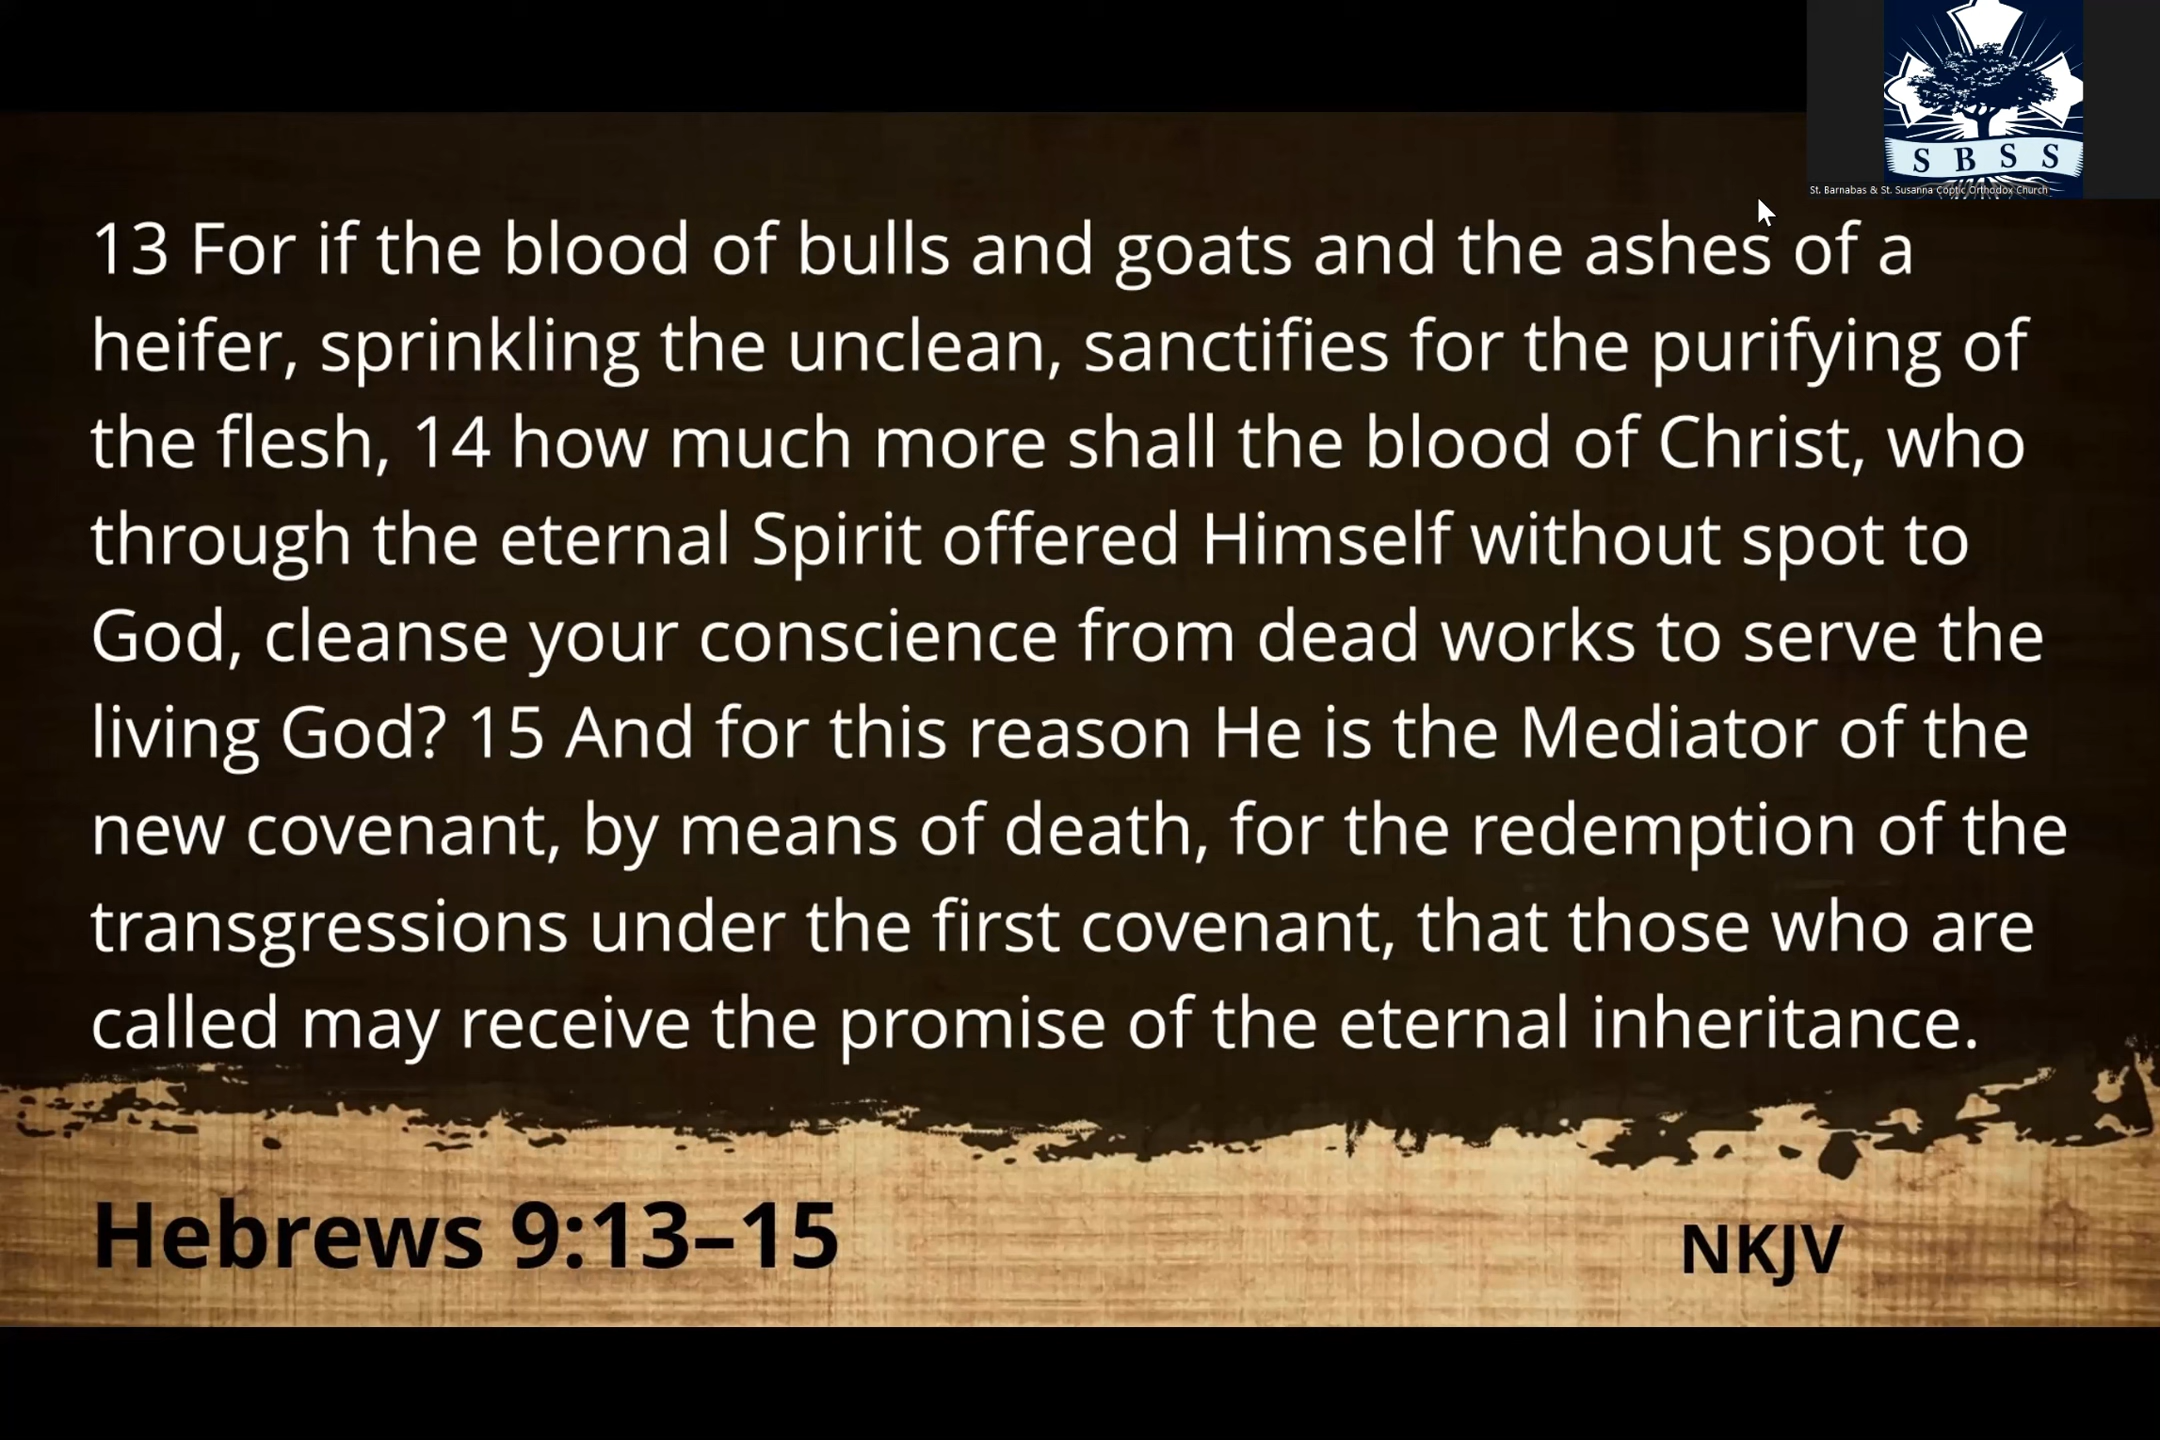 S B S S
St. Barnabas & St. Susanna Coptic Orthodox Church
13 For if the blood of bulls and goats and the ashes of a
heifer, sprinkling the unclean, sanctifies for the purifying of
the flesh, 14 how much more shall the blood of Christ, who
through the eternal Spirit offered Himself without spot to
God, cleanse your conscience from dead works to serve the
living God? 15 And for this reason He is the Mediator of the
new covenant, by means of death, for the redemption of the
transgressions under the first covenant, that those who are
called may receive the promise of the eternal inheritance.
Hebrews 9:13–15
NKJV